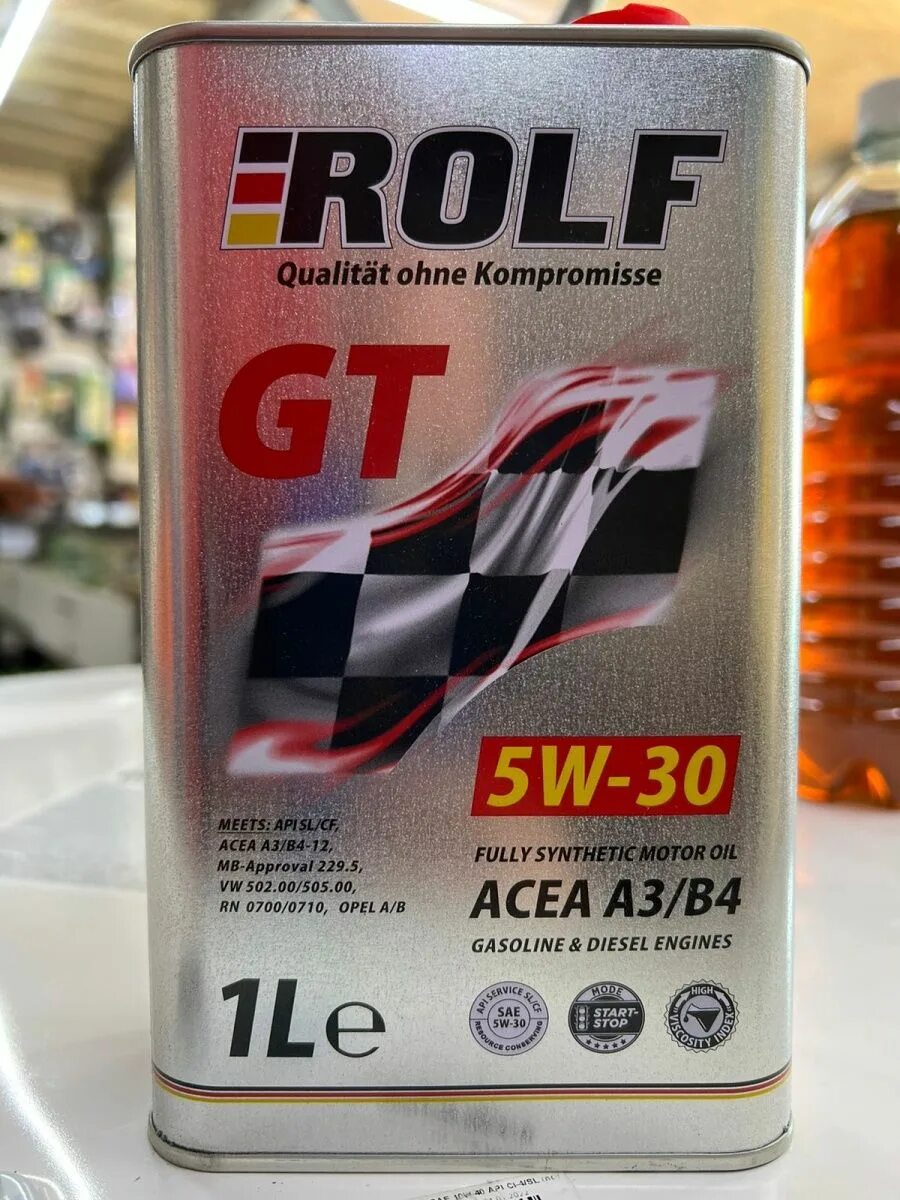 ROLF
Qualität ohne Kompromisse
GT
5W-30
MEETS: API SL/CF,
ACEA A3/B4-12,
MB-Approval 229.5,
VW 502.00/505.00,
RN 0700/0710, OPEL A/B
FULLY SYNTHETIC MOTOR OIL
ACEA A3/B4
GASOLINE & DIESEL ENGINES
1L e
API SERVICE SL/CF
SAE
5W-30
RESOURCE CONSERVING
MODE
START-
STOP
HIGH
VISCOSITY INDEX